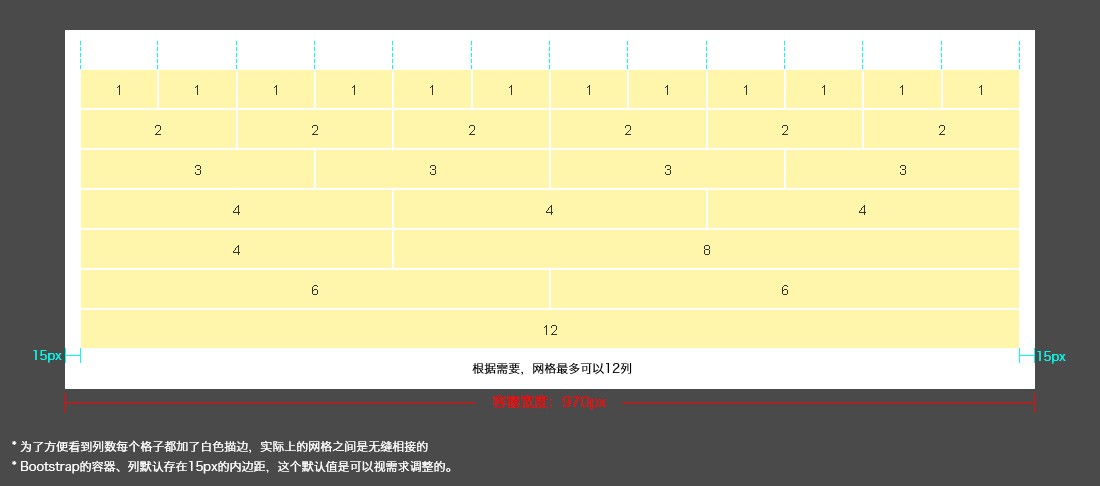 1 1 1 1 1 1 1 1 1 1 1 1
2 2 2 2 2 2
3 3 3 3
4 4 4
4 8
6 6
12
15px 15px
根据需要，网格最多可以12列
宽度：970px
* 为了方便看到列数每个格子都加了白色描边，实际上的网格之间是无缝相接的
* Bootstrap的容器、列默认存在15px的内边距，这个默认值是可以视需求调整的。